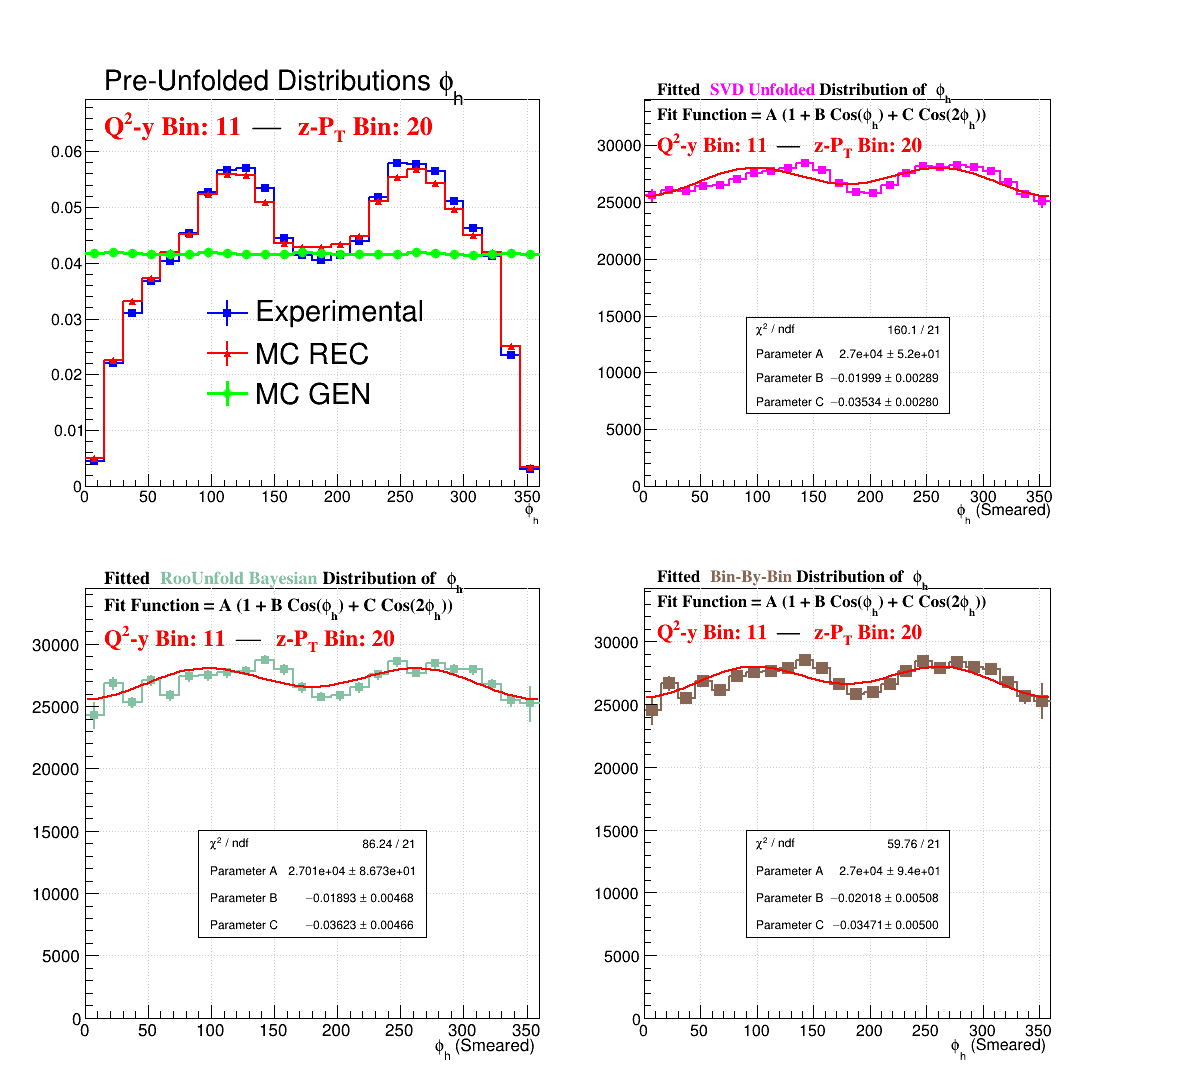 Pre-Unfolded Distributions ϕh
Q²-y Bin: 11 — z-PT Bin: 20
0.06
0.05
0.04
0.03
0.02
0.01
0
Experimental
MC REC
MC GEN
0 50 100 150 200 250 300
ϕh
Fitted SVD Unfolded Distribution of ϕh
Fit Function = A (1 + B Cos(ϕh) + C Cos(2ϕh))
Q²-y Bin: 11 — z-PT Bin: 20
30000
25000
20000
15000
10000
5000
0
χ² / ndf 160.1 / 21
Parameter A 2.7e+04 ± 5.2e+01
Parameter B −0.01999 ± 0.00289
Parameter C −0.03534 ± 0.00280
0 50 100 150 200 250 300 350
ϕh (Smeared)
Fitted RooUnfold Bayesian Distribution of ϕh
Fit Function = A (1 + B Cos(ϕh) + C Cos(2ϕh))
Q²-y Bin: 11 — z-PT Bin: 20
30000
25000
20000
15000
10000
5000
0
χ² / ndf 86.24 / 21
Parameter A 2.701e+04 ± 8.673e+01
Parameter B −0.01893 ± 0.00468
Parameter C −0.03623 ± 0.00466
0 50 100 150 200 250 300 350
ϕh (Smeared)
Fitted Bin-By-Bin Distribution of ϕh
Fit Function = A (1 + B Cos(ϕh) + C Cos(2ϕh))
Q²-y Bin: 11 — z-PT Bin: 20
30000
25000
20000
15000
10000
5000
0
χ² / ndf 59.76 / 21
Parameter A 2.7e+04 ± 9.4e+01
Parameter B −0.02018 ± 0.00508
Parameter C −0.03471 ± 0.00500
0 50 100 150 200 250 300 350
ϕh (Smeared)